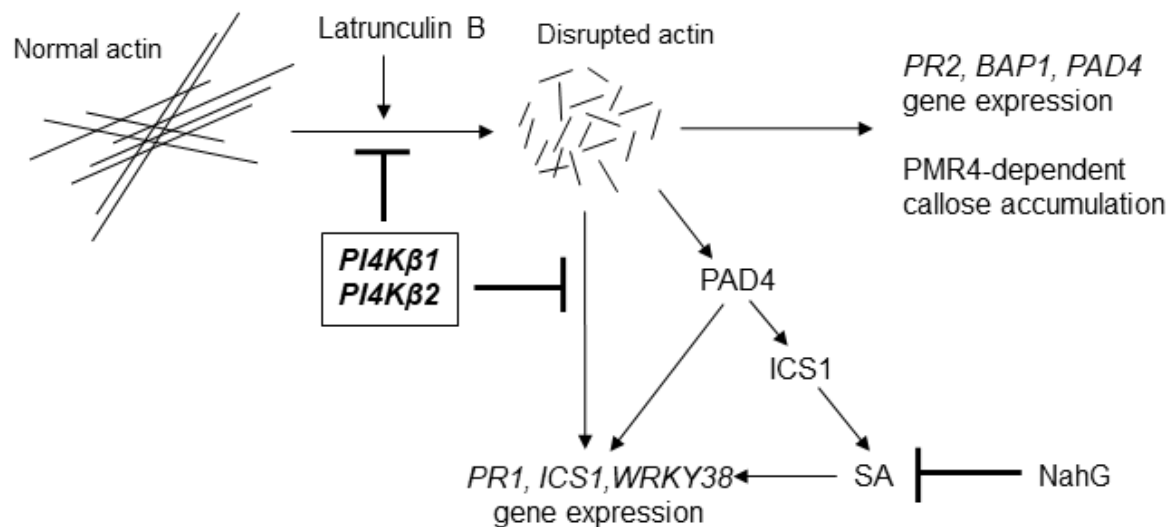 Normal actin
Latrunculin B
Disrupted actin
PR2, BAP1, PAD4
gene expression
PMR4-dependent
callose accumulation
PI4Kβ1
PI4Kβ2
PAD4
ICS1
PR1, ICS1,WRKY38
gene expression
SA
NahG